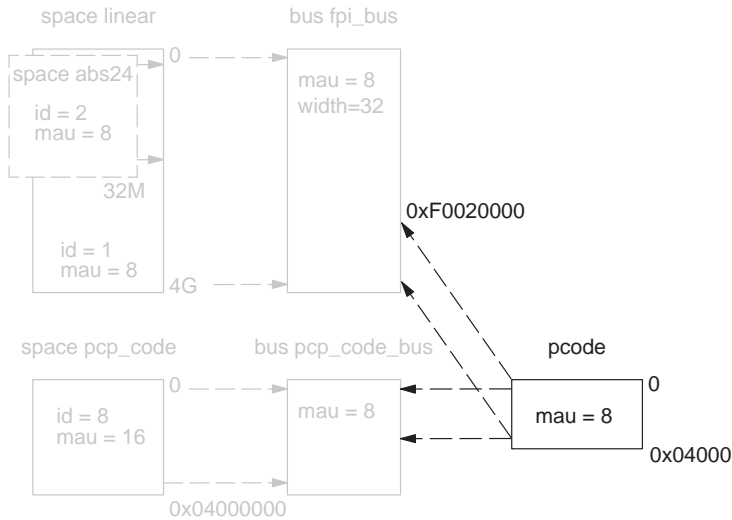 space linear
bus fpi_bus
0
space abs24
mau = 8
width=32
id = 2
mau = 8
32M
0xF0020000
id = 1
mau = 8
4G
space pcp_code
bus pcp_code_bus
pcode
0
0
id = 8
mau = 16
mau = 8
mau = 8
0x04000
0x04000000